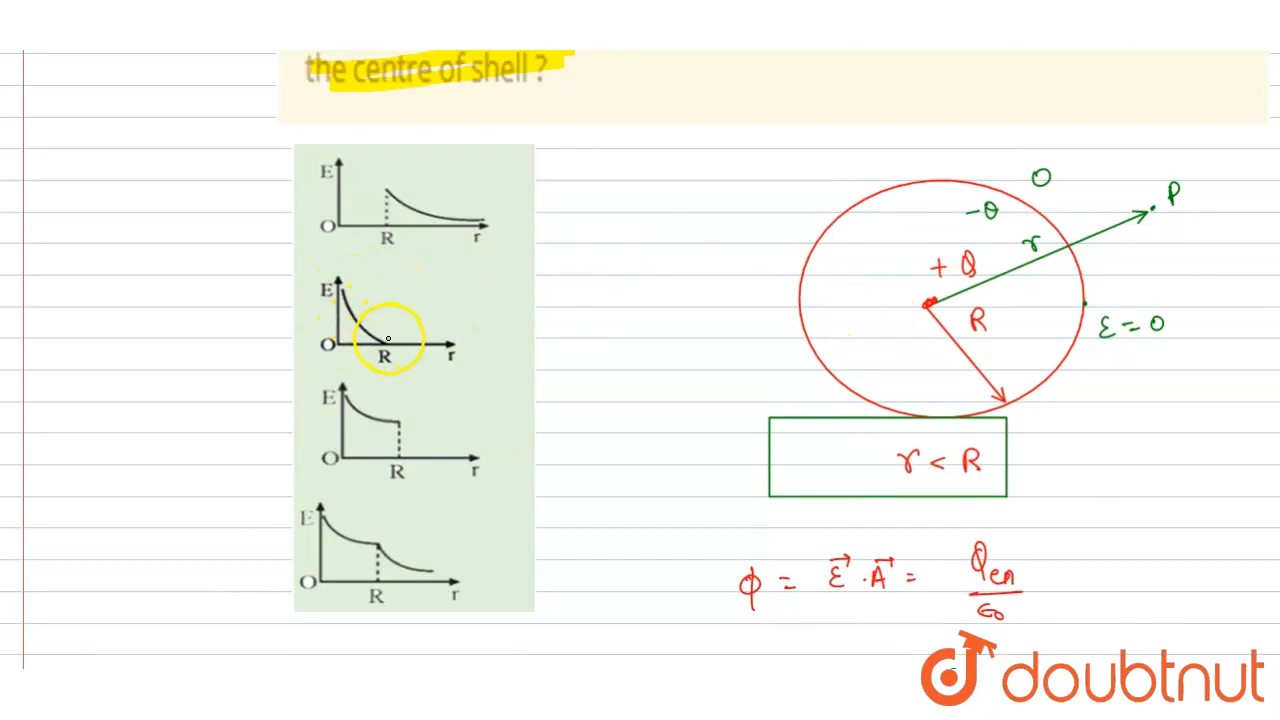 the centre of shell ?
E
O
R
r
E
O
R
r
E
O
R
r
E
O
R
r
O
-θ
P
r
+ Q
R
ε = 0
r < R
ϕ = ε⃗ . A⃗ = Qen / ε0
doubtnut